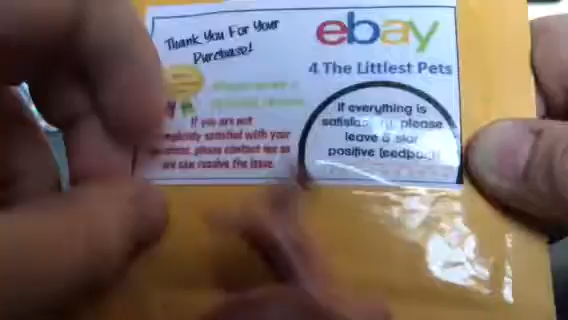 Thank You For Your
Purchase!
ebay
4 The Littlest Pets
If everything is
please
leave a star
positive feedback
If you are not
satisfied with your
please contact me so
we can resolve the issue.